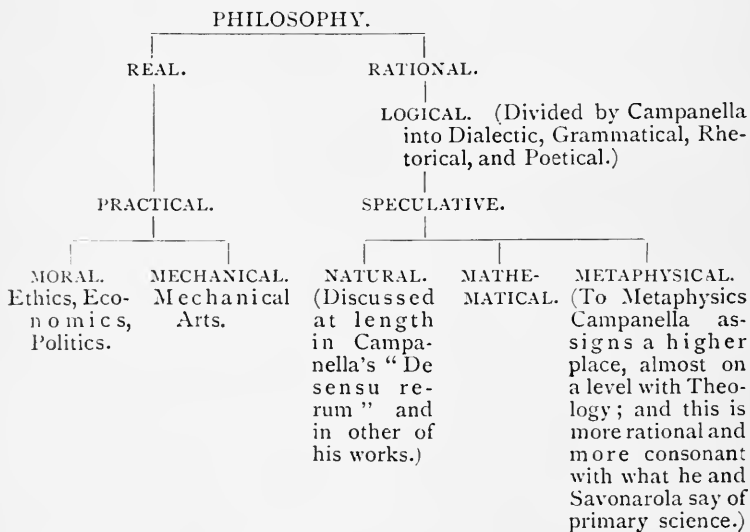 PHILOSOPHY.
REAL.
RATIONAL.
LOGICAL. (Divided by Campanella
into Dialectic, Grammatical, Rhe-
torical, and Poetical.)
PRACTICAL.
SPECULATIVE.
MORAL.
Ethics, Eco-
nomics,
Politics.
MECHANICAL.
Mechanical
Arts.
NATURAL.
(Discussed
at length
in Campa-
nella's “De
sensu re-
rum” and
in other of
his works.)
MATHE-
MATICAL.
METAPHYSICAL.
(To Metaphysics
Campanella as-
signs a higher
place, almost on
a level with Theo-
logy; and this is
more rational and
more consonant
with what he and
Savonarola say of
primary science.)